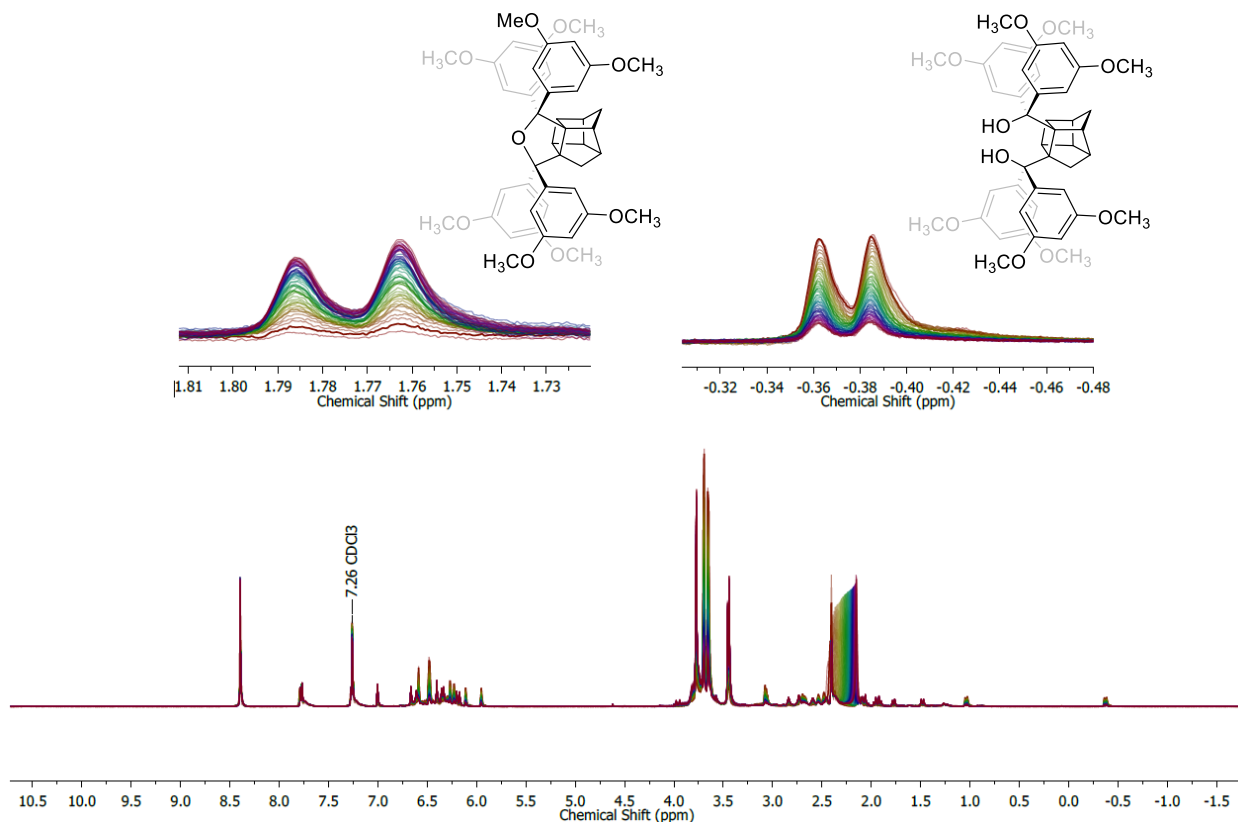 MeO
OCH3
H3CO
OCH3
O
H3CO
OCH3
H3CO
OCH3
H3CO
OCH3
H3CO
OCH3
HO
HO
H3CO
OCH3
H3CO
OCH3
1.81 1.80 1.79 1.78 1.77 1.76 1.75 1.74 1.73
Chemical Shift (ppm)
-0.32 -0.34 -0.36 -0.38 -0.40 -0.42 -0.44 -0.46 -0.48
Chemical Shift (ppm)
7.26 CDCl3
10.5 10.0 9.5 9.0 8.5 8.0 7.5 7.0 6.5 6.0 5.5 5.0 4.5 4.0 3.5 3.0 2.5 2.0 1.5 1.0 0.5 0.0 -0.5 -1.0 -1.5
Chemical Shift (ppm)